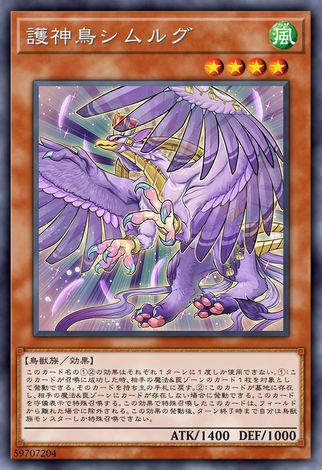 護神鳥シムルグ
風
【鳥獣族/効果】
このカード名の①②の効果はそれぞれ1ターンに1度しか使用できない。①:こ
のカードが召喚に成功した時、相手の魔法&罠ゾーンのカード1枚を対象とし
て発動できる。そのカードを持ち主の手札に戻す。②:このカードが墓地に存在
し、相手の魔法&罠ゾーンにカードが存在しない場合に発動できる。このカード
を守備表示で特殊召喚する。この効果で特殊召喚したこのカードは、フィールド
から離れた場合に除外される。この効果の発動後、ターン終了時まで自分は鳥獣
族モンスターしか特殊召喚できない。
ATK/1400 DEF/1000
59707204